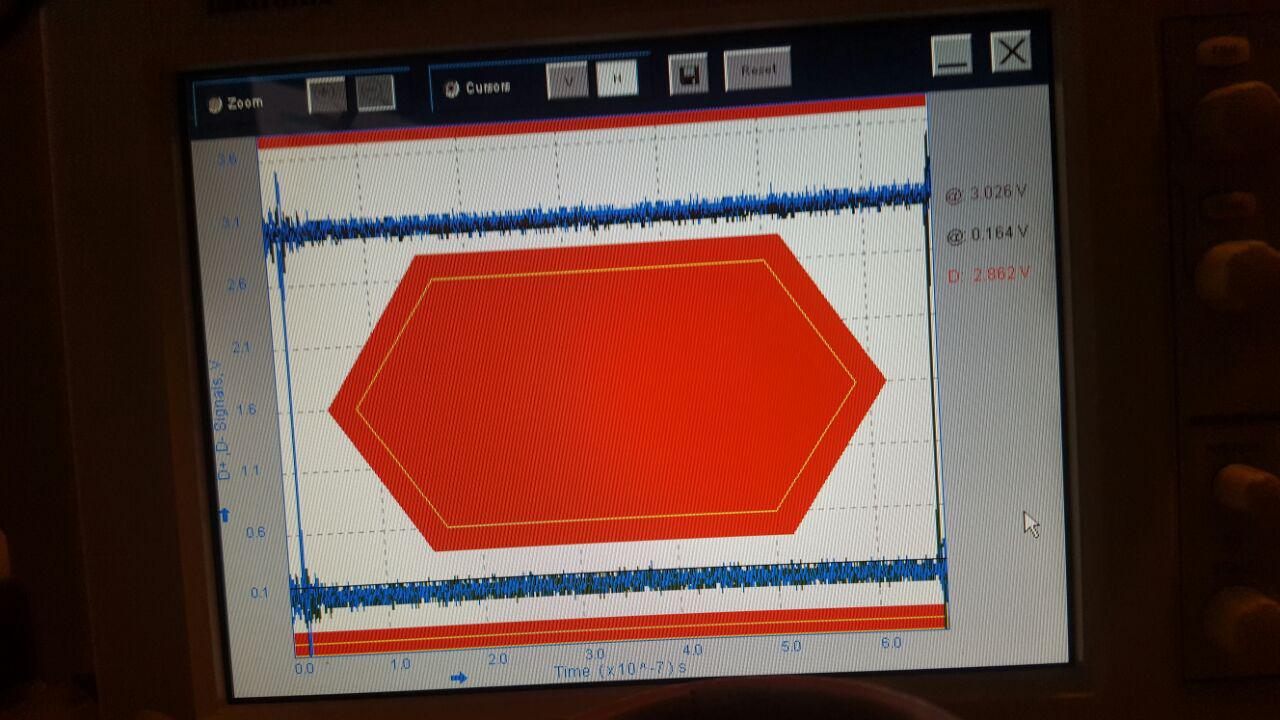 Tektronix
Zoom
Cursors V H Reset
3.6
3.1
2.6
2.1
1.6
1.1
0.6
0.1
D+,D- Signals, V
@: 3.026 V
@: 0.164 V
D: 2.862 V
0.0 1.0 2.0 3.0 4.0 5.0 6.0
Time (x10^-7) s